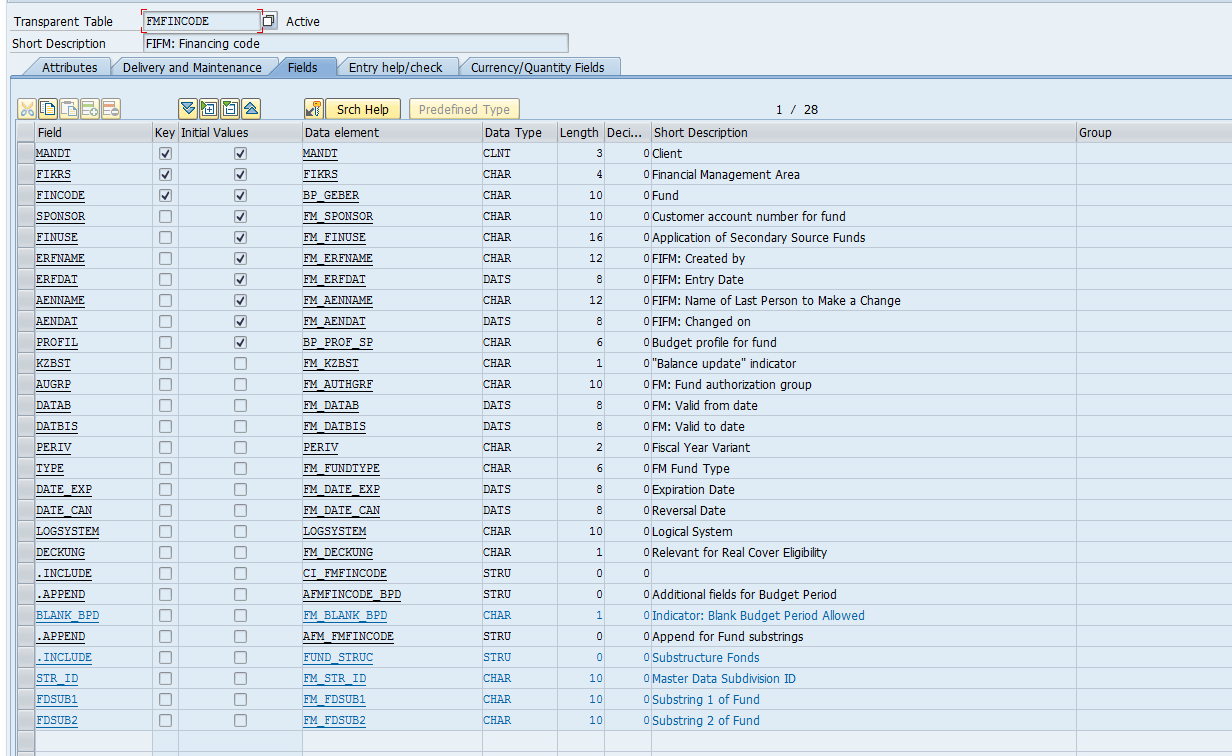 Transparent Table FMFINCODE Active
Short Description FIFM: Financing code
Attributes Delivery and Maintenance Fields Entry help/check Currency/Quantity Fields
Srch Help Predefined Type 1 / 28
Field Key Initial Values Data element Data Type Length Deci... Short Description Group
MANDT MANDT CLNT 3 0 Client
FIKRS FIKRS CHAR 4 0 Financial Management Area
FINCODE BP_GEBER CHAR 10 0 Fund
SPONSOR FM_SPONSOR CHAR 10 0 Customer account number for fund
FINUSE FM_FINUSE CHAR 16 0 Application of Secondary Source Funds
ERFNAME FM_ERFNAME CHAR 12 0 FIFM: Created by
ERFDAT FM_ERFDAT DATS 8 0 FIFM: Entry Date
AENNAME FM_AENNAME CHAR 12 0 FIFM: Name of Last Person to Make a Change
AENDAT FM_AENDAT DATS 8 0 FIFM: Changed on
PROFIL BP_PROF_SP CHAR 6 0 Budget profile for fund
KZBST FM_KZBST CHAR 1 0 "Balance update" indicator
AUGRP FM_AUTHGRF CHAR 10 0 FM: Fund authorization group
DATAB FM_DATAB DATS 8 0 FM: Valid from date
DATBIS FM_DATBIS DATS 8 0 FM: Valid to date
PERIV PERIV CHAR 2 0 Fiscal Year Variant
TYPE FM_FUNDTYPE CHAR 6 0 FM Fund Type
DATE_EXP FM_DATE_EXP DATS 8 0 Expiration Date
DATE_CAN FM_DATE_CAN DATS 8 0 Reversal Date
LOGSYSTEM LOGSYSTEM CHAR 10 0 Logical System
DECKUNG FM_DECKUNG CHAR 1 0 Relevant for Real Cover Eligibility
.INCLUDE CI_FMFINCODE STRU 0 0
.APPEND AFMFINCODE_BPD STRU 0 0 Additional fields for Budget Period
BLANK_BPD FM_BLANK_BPD CHAR 1 0 Indicator: Blank Budget Period Allowed
.APPEND AFM_FMFINCODE STRU 0 0 Append for Fund substrings
.INCLUDE FUND_STRUC STRU 0 0 Substructure Fonds
STR_ID FM_STR_ID CHAR 10 0 Master Data Subdivision ID
FDSUB1 FM_FDSUB1 CHAR 10 0 Substring 1 of Fund
FDSUB2 FM_FDSUB2 CHAR 10 0 Substring 2 of Fund